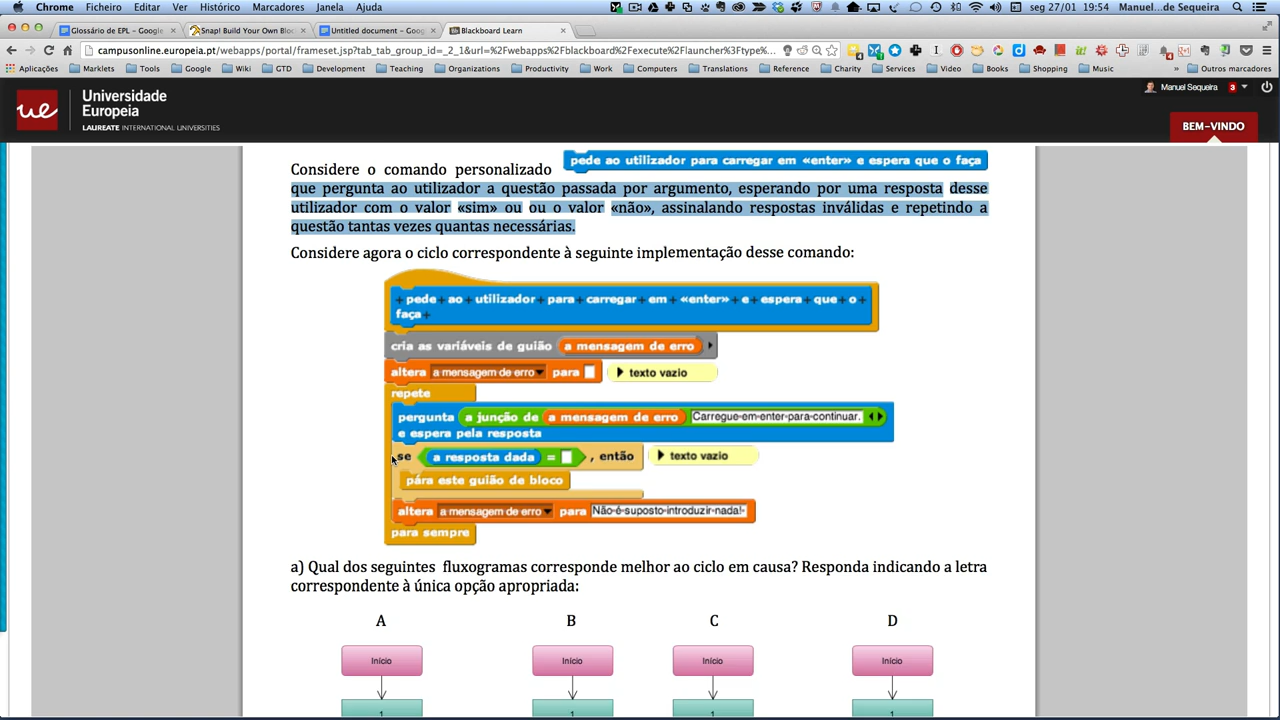 Chrome Ficheiro Editar Ver Histórico Marcadores Janela Ajuda
seg 27/01 19:54 Manuel...de Sequeira
Glossário de EPL – Google
Snap! Build Your Own Bloc
Untitled document – Goog
Blackboard Learn
campusonline.europeia.pt/webapps/portal/frameset.jsp?tab_tab_group_id=_2_1&url=%2Fwebapps%2Fblackboard%2Fexecute%2Flauncher%3Ftype%...
Aplicações Marklets Tools Google Wiki GTD Development Teaching Organizations Productivity Work Computers Translations Reference Charity Services Video Books Shopping Music » Outros marcadores
ue Universidade
Europeia
LAUREATE INTERNATIONAL UNIVERSITIES
Manuel Sequeira 3
BEM-VINDO
Considere o comando personalizado pede ao utilizador para carregar em «enter» e espera que o faça
que pergunta ao utilizador a questão passada por argumento, esperando por uma resposta desse
utilizador com o valor «sim» ou ou o valor «não», assinalando respostas inválidas e repetindo a
questão tantas vezes quantas necessárias.
Considere agora o ciclo correspondente à seguinte implementação desse comando:
+ pede + ao + utilizador + para + carregar + em + «enter» + e + espera + que + o +
faça +
cria as variáveis de guião a mensagem de erro
altera a mensagem de erro para texto vazio
repete
pergunta a junção de a mensagem de erro Carregue·em·enter·para·continuar.
e espera pela resposta
se a resposta dada = , então texto vazio
pára este guião de bloco
altera a mensagem de erro para Não·é·suposto·introduzir·nada!·
para sempre
a) Qual dos seguintes fluxogramas corresponde melhor ao ciclo em causa? Responda indicando a letra
correspondente à única opção apropriada:
A B C D
Início Início Início Início
1 1 1 1